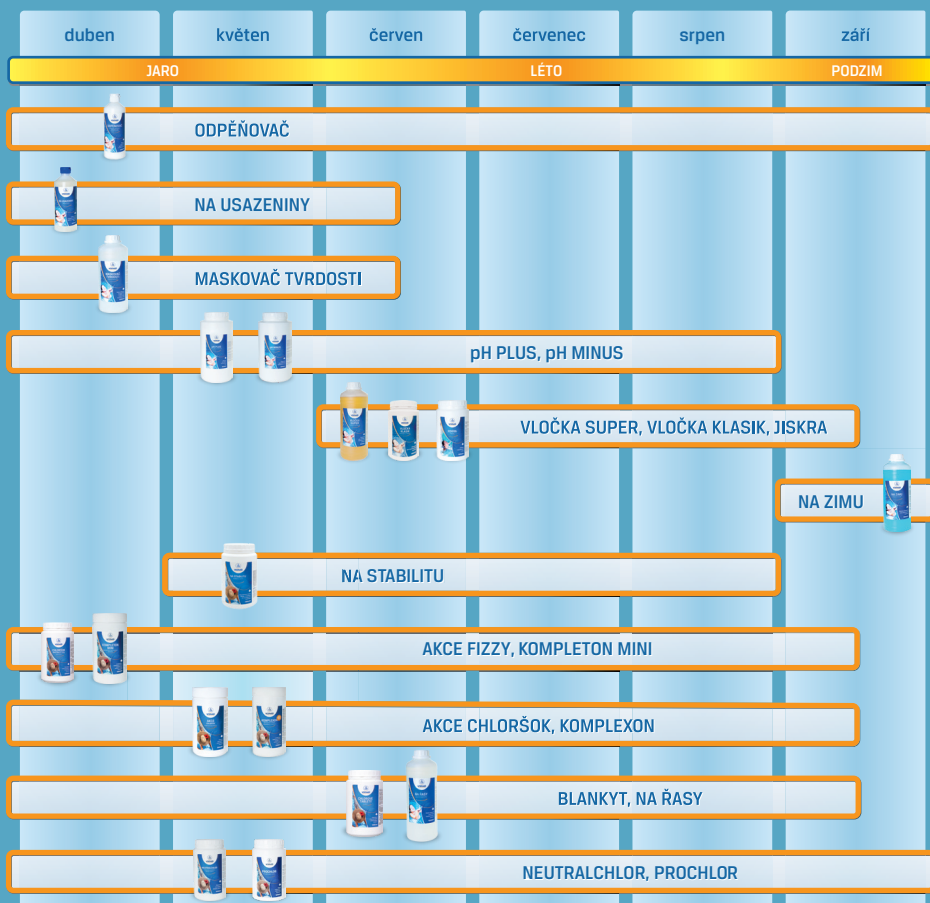 duben květen červen červenec srpen září
JARO LÉTO PODZIM
ODPĚŇOVAČ
NA USAZENINY
MASKOVAČ TVRDOSTI
pH PLUS, pH MINUS
VLOČKA SUPER, VLOČKA KLASIK, JISKRA
NA ZIMU
NA STABILITU
AKCE FIZZY, KOMPLETON MINI
AKCE CHLORŠOK, KOMPLEXON
BLANKYT, NA ŘASY
NEUTRALCHLOR, PROCHLOR